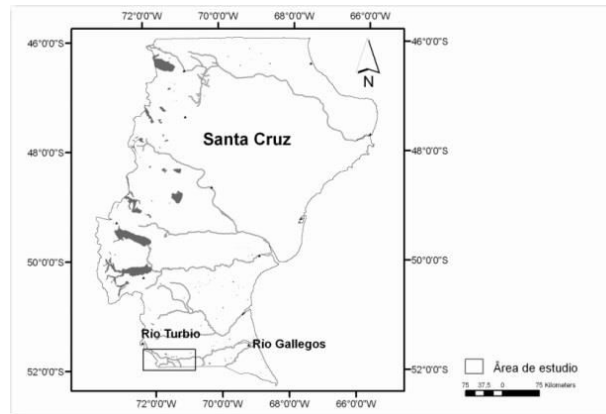 72°0'0"W 70°0'0"W 68°0'0"W 66°0'0"W
46°0'0"S 46°0'0"S
N
Santa Cruz
48°0'0"S 48°0'0"S
50°0'0"S 50°0'0"S
Río Turbio
Río Gallegos
52°0'0"S 52°0'0"S
Área de estudio
75 37,5 0 75 Kilometers
72°0'0"W 70°0'0"W 68°0'0"W 66°0'0"W